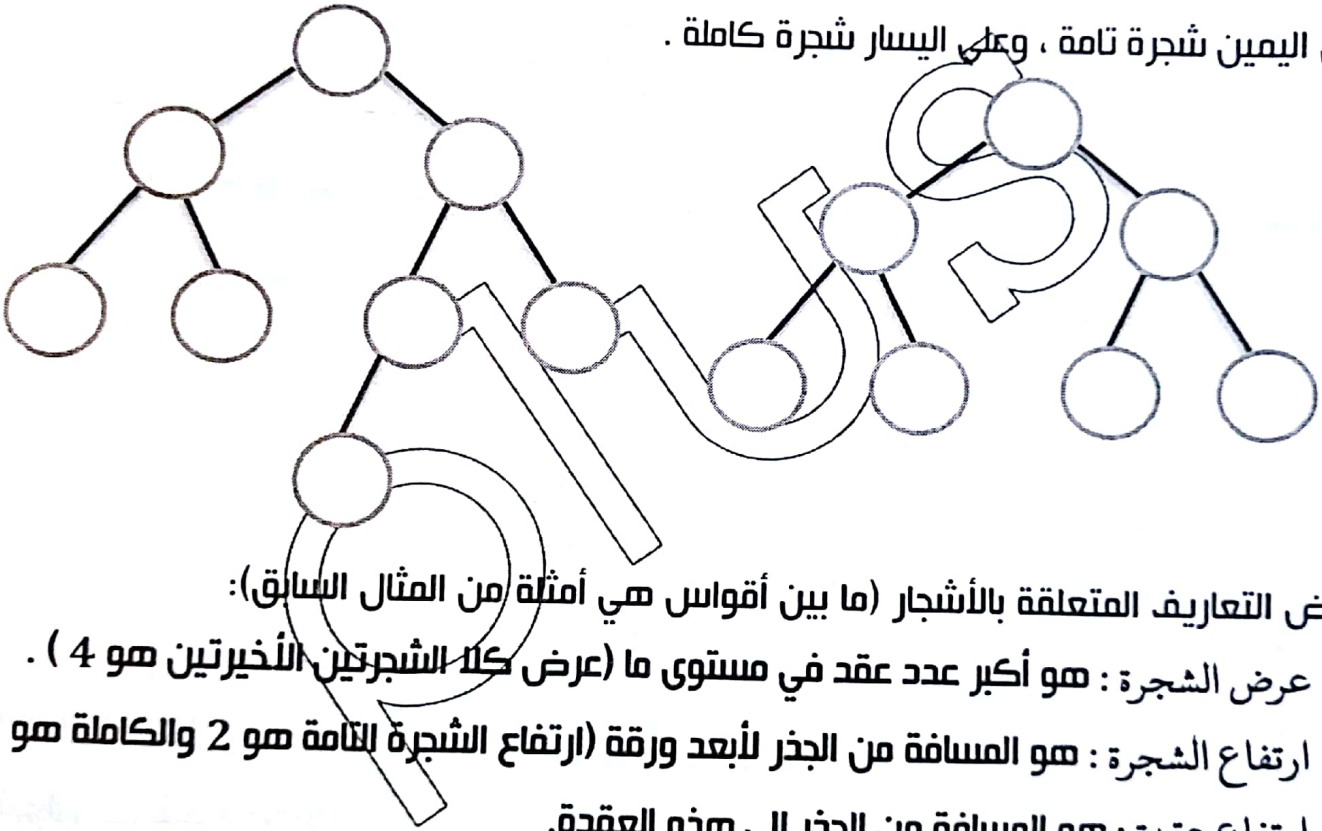 اليمين شجرة تامة ، وعلى اليسار شجرة كاملة .
التعاريف المتعلقة بالأشجار (ما بين أقواس هي أمثلة من المثال السابق):
عرض الشجرة : هو أكبر عدد عقد في مستوى ما (عرض كلا الشجرتين الأخيرتين هو 4 ) .
ارتفاع الشجرة : هو المسافة من الجذر لأبعد ورقة (ارتفاع الشجرة التامة هو 2 والكاملة هو
هو المسافة من الجذر إلى هذه العقدة.